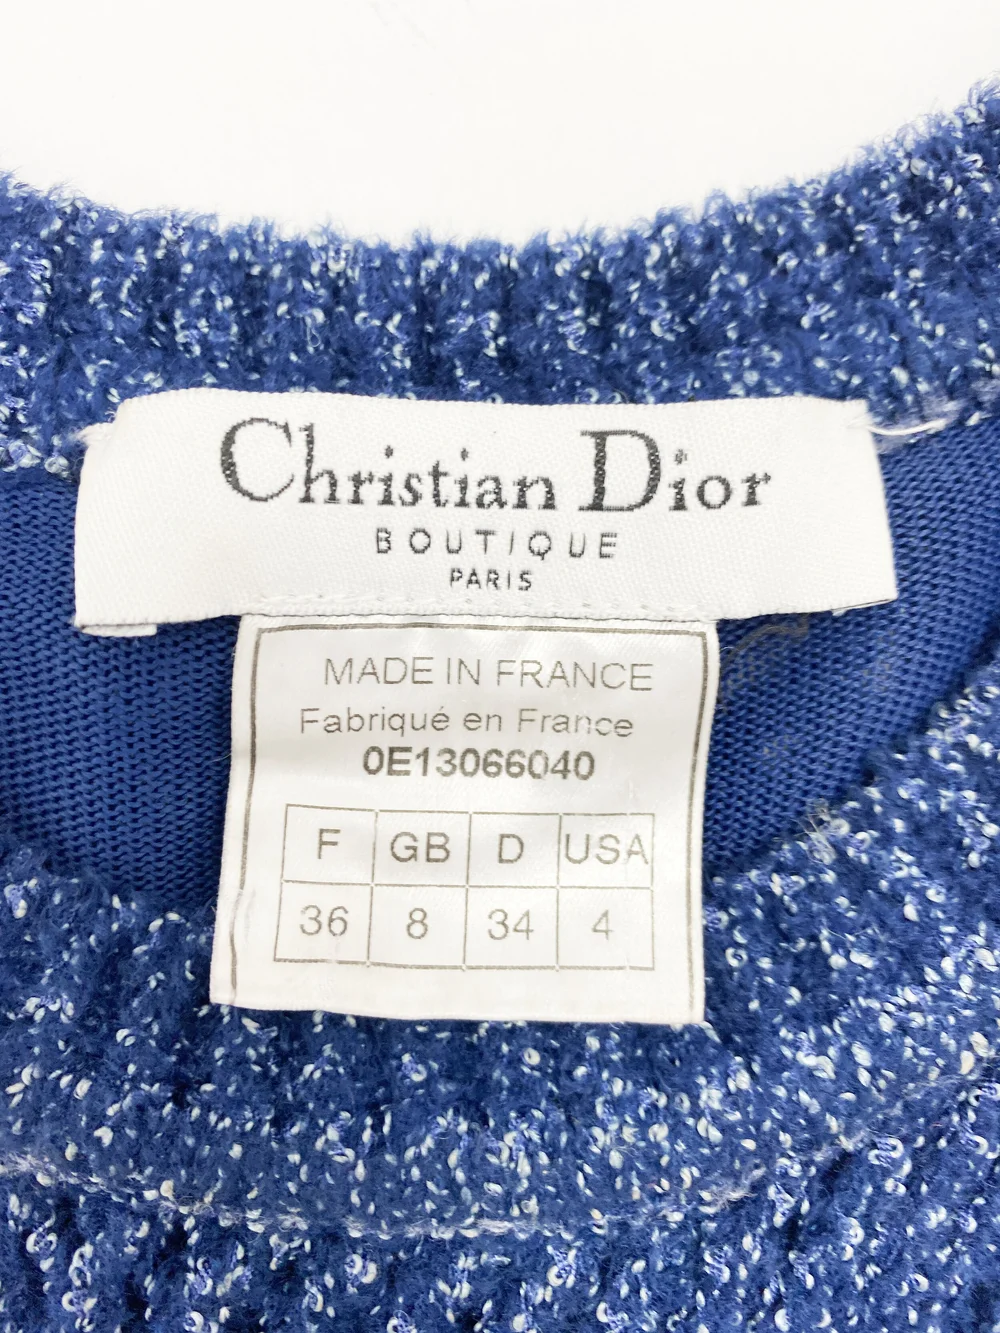 Christian Dior
BOUTIQUE
PARIS
MADE IN FRANCE
Fabriqué en France
0E13066040
F GB D USA
36 8 34 4